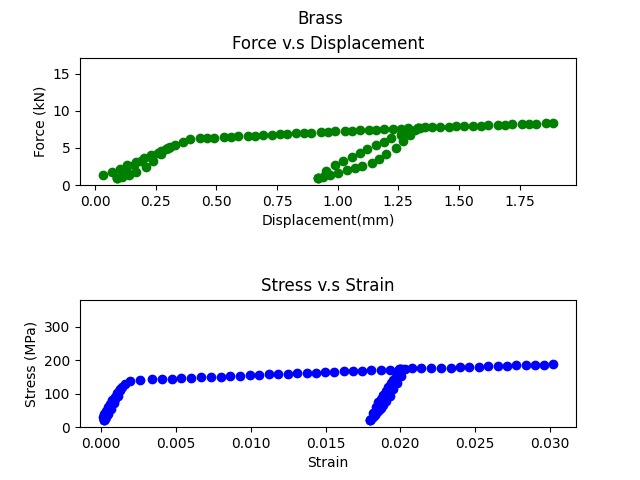 Brass
Force v.s Displacement
15
10
5
0
Force (kN)
0.00 0.25 0.50 0.75 1.00 1.25 1.50 1.75
Displacement(mm)
Stress v.s Strain
300
200
100
0
Stress (MPa)
0.000 0.005 0.010 0.015 0.020 0.025 0.030
Strain